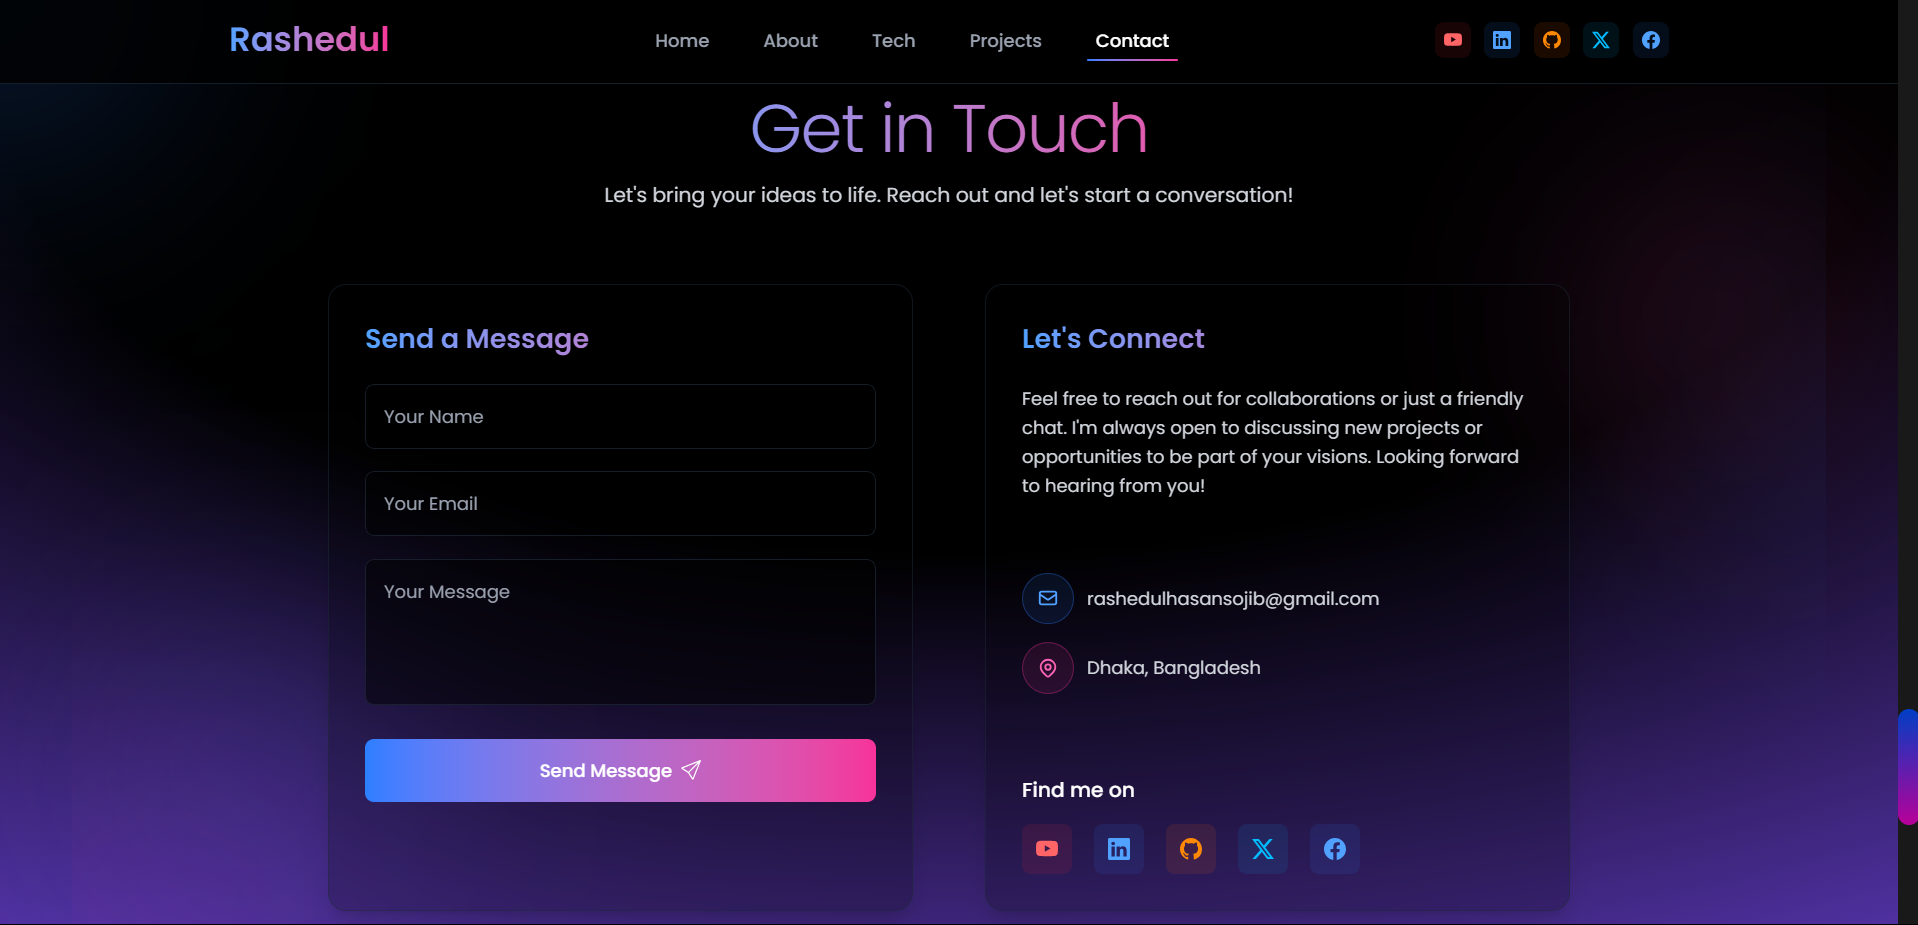 Rashedul
Home About Tech Projects Contact
Get in Touch
Let's bring your ideas to life. Reach out and let's start a conversation!
Send a Message
Your Name
Your Email
Your Message
Send Message
Let's Connect
Feel free to reach out for collaborations or just a friendly
chat. I'm always open to discussing new projects or
opportunities to be part of your visions. Looking forward
to hearing from you!
rashedulhasansojib@gmail.com
Dhaka, Bangladesh
Find me on